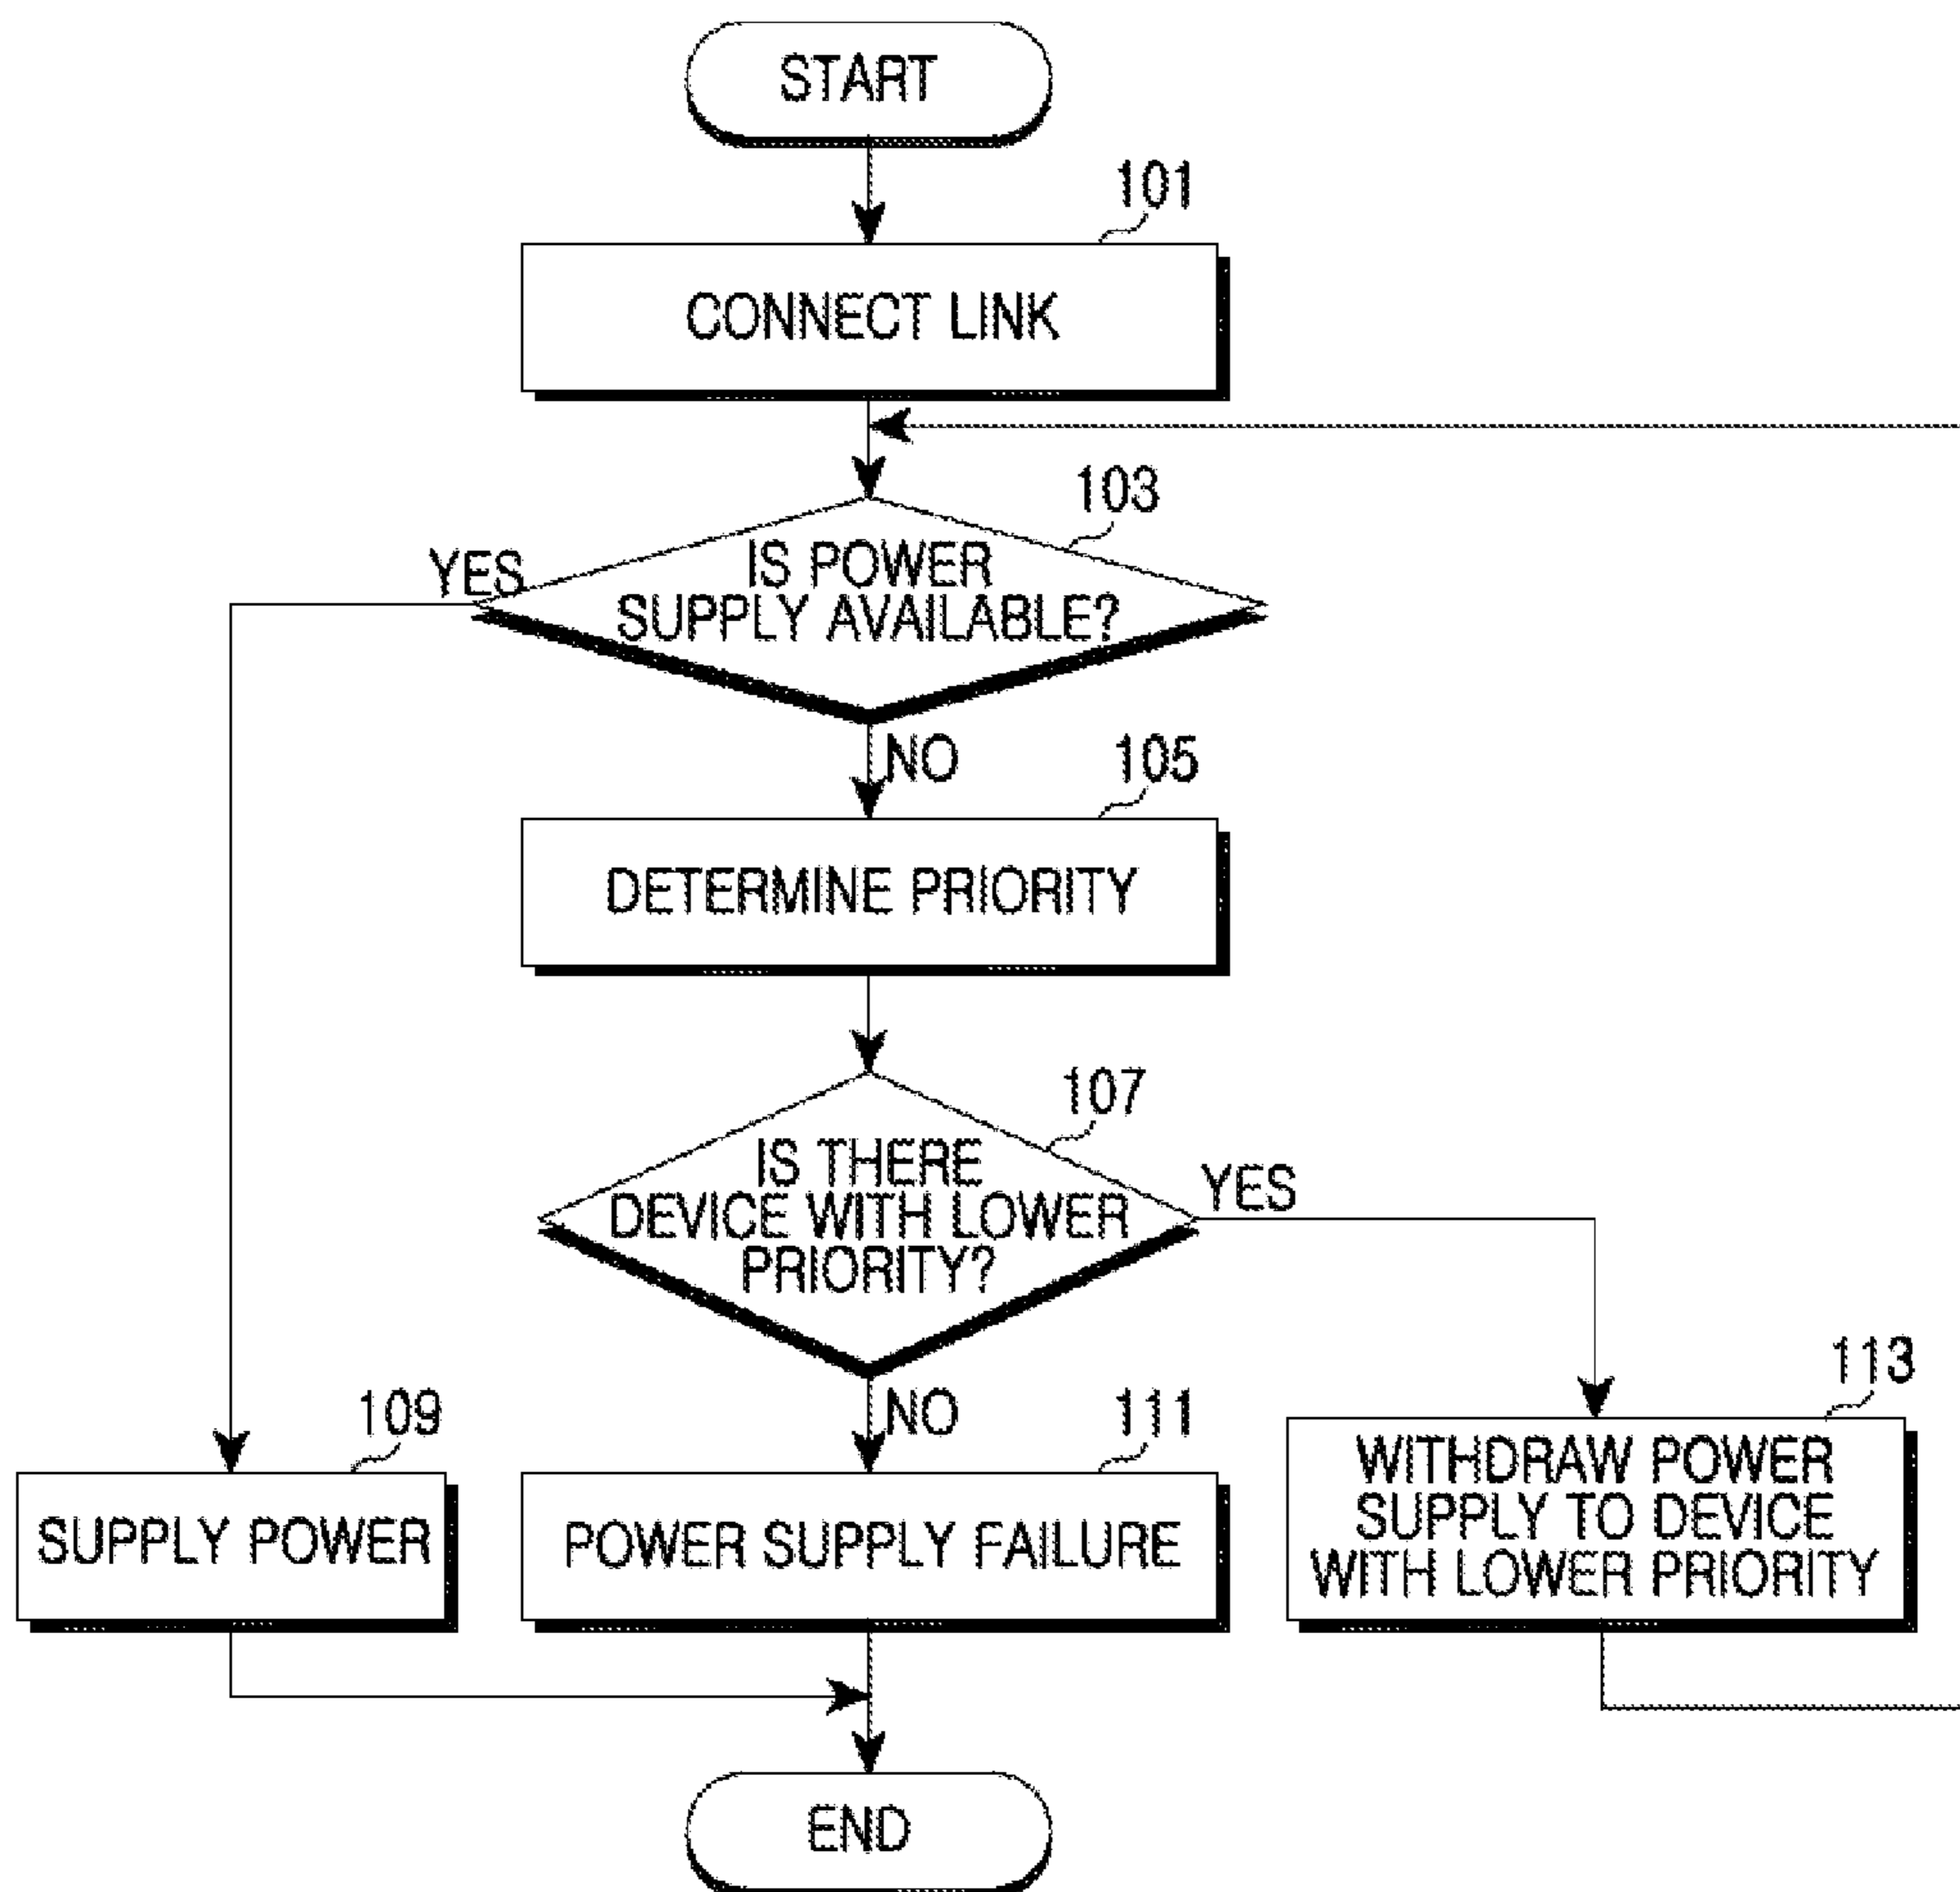 START
101
CONNECT LINK
103
IS POWER
SUPPLY AVAILABLE?
YES
NO
105
DETERMINE PRIORITY
107
IS THERE
DEVICE WITH LOWER
PRIORITY?
YES
NO
109
SUPPLY POWER
111
POWER SUPPLY FAILURE
113
WITHDRAW POWER
SUPPLY TO DEVICE
WITH LOWER PRIORITY
END